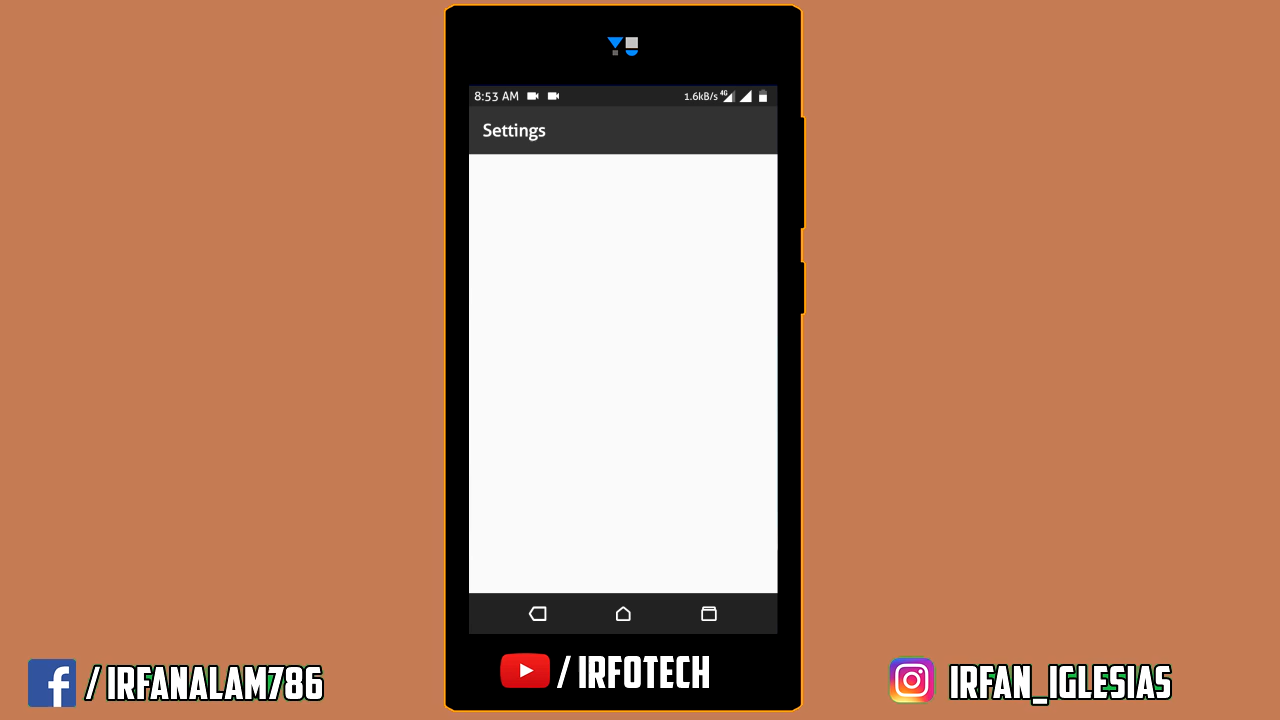 8:53 AM 1.6kB/s 4G
Settings
/ IRFANALAM786
/ IRFOTECH
IRFAN_IGLESIAS